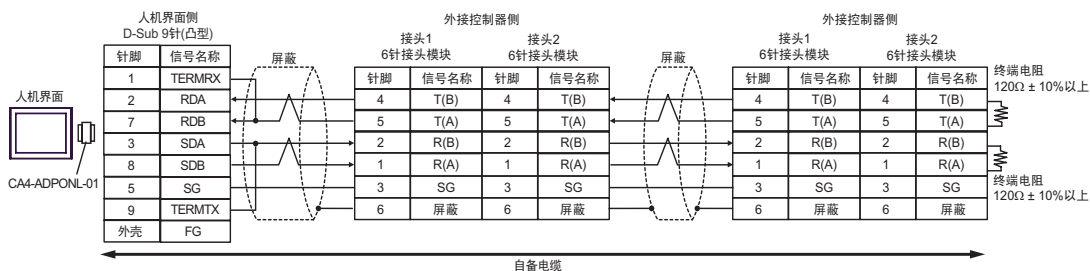 人机界面侧
D-Sub 9针(凸型)
针脚 信号名称
1 TERMRX
2 RDA
7 RDB
3 SDA
8 SDB
5 SG
9 TERMTX
外壳 FG
人机界面
CA4-ADPONL-01
屏蔽
外接控制器侧
接头1
6针接头模块
接头2
6针接头模块
针脚 信号名称 针脚 信号名称
4 T(B) 4 T(B)
5 T(A) 5 T(A)
2 R(B) 2 R(B)
1 R(A) 1 R(A)
3 SG 3 SG
6 屏蔽 6 屏蔽
屏蔽
外接控制器侧
接头1
6针接头模块
接头2
6针接头模块
针脚 信号名称 针脚 信号名称
4 T(B) 4 T(B)
5 T(A) 5 T(A)
2 R(B) 2 R(B)
1 R(A) 1 R(A)
3 SG 3 SG
6 屏蔽 6 屏蔽
终端电阻
120Ω ± 10%以上
终端电阻
120Ω ± 10%以上
自备电缆